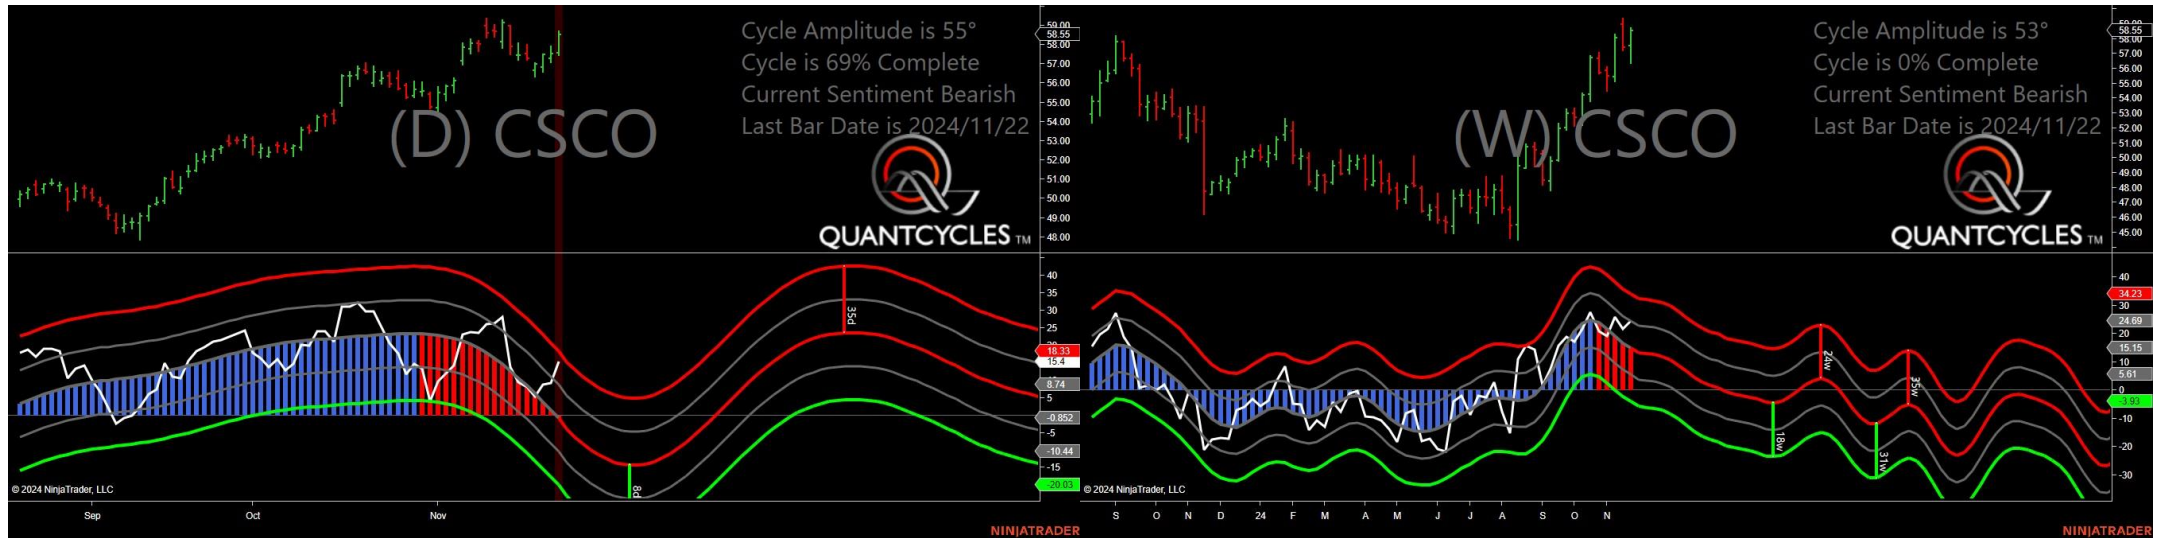 Cycle Amplitude is 55°
Cycle is 69% Complete
Current Sentiment Bearish
Last Bar Date is 2024/11/22
(D) CSCO
QUANTCYCLES TM
59.00
58.55
58.00
57.00
56.00
55.00
54.00
53.00
52.00
51.00
50.00
49.00
48.00
40
35
30
25
18.33
15.4
8.74
5
-0.852
-5
-10.44
-15
-20.03
35d
8d
© 2024 NinjaTrader, LLC
Sep Oct Nov
NINJATRADER
Cycle Amplitude is 53°
Cycle is 0% Complete
Current Sentiment Bearish
Last Bar Date is 2024/11/22
(W) CSCO
QUANTCYCLES TM
59.00
58.55
58.00
57.00
56.00
55.00
54.00
53.00
52.00
51.00
50.00
49.00
48.00
47.00
46.00
45.00
40
34.23
30
24.69
20
15.15
10
5.61
0
-3.93
-10
-20
-30
24w
35w
18w
31w
© 2024 NinjaTrader, LLC
S O N D 24 F M A M J J A S O N
NINJATRADER